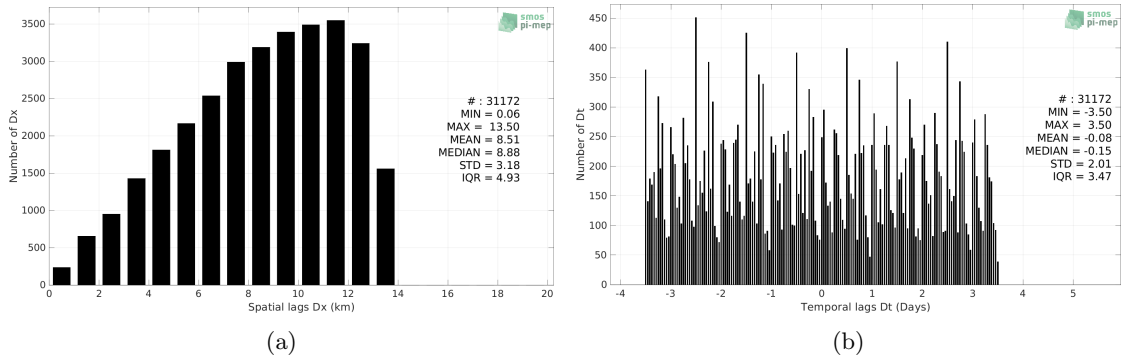 3500
3000
2500
2000
1500
1000
500
0
Number of Dx
smos
pi-mep
# : 31172
MIN = 0.06
MAX = 13.50
MEAN = 8.51
MEDIAN = 8.88
STD = 3.18
IQR = 4.93
0 2 4 6 8 10 12 14 16 18 20
Spatial lags Dx (km)
(a)
450
400
350
300
250
200
150
100
50
0
Number of Dt
smos
pi-mep
# : 31172
MIN = -3.50
MAX = 3.50
MEAN = -0.08
MEDIAN = -0.15
STD = 2.01
IQR = 3.47
-4 -3 -2 -1 0 1 2 3 4 5
Temporal lags Dt (Days)
(b)